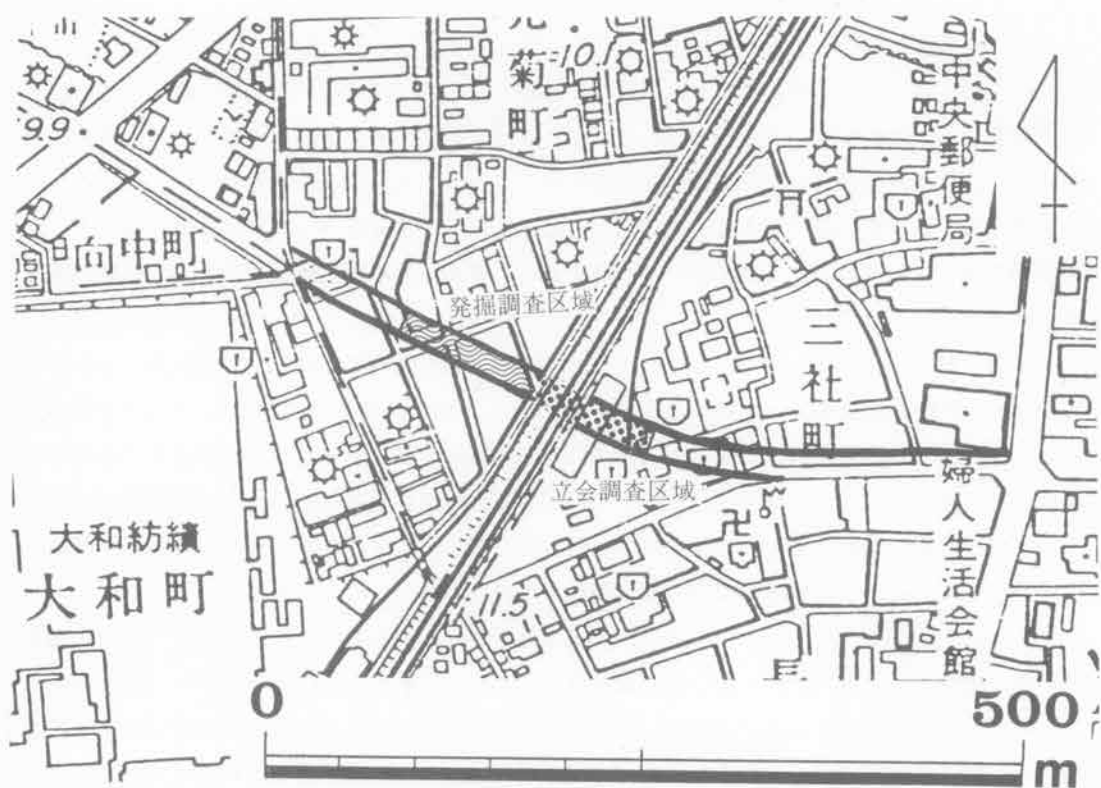 菊町
10.
9.9
中央郵便局
向中町
発掘調査区域
三社町
立会調査区域
婦人生活会館
大和紡績
大和町
11.5
長
0
500
m